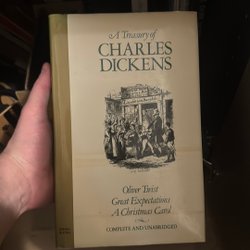 A Treasury of
CHARLES
DICKENS
Oliver Twist
Great Expectations
A Christmas Carol
COMPLETE AND UNABRIDGED